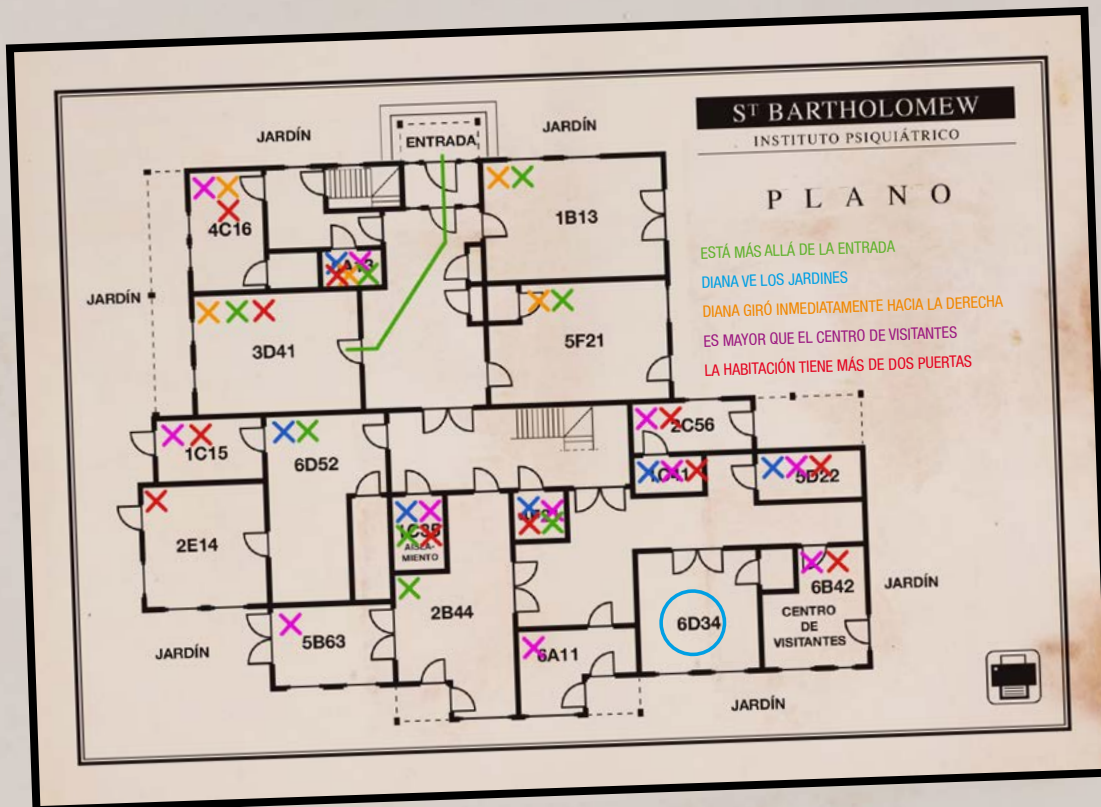 ST BARTHOLOMEW
INSTITUTO PSIQUIÁTRICO
PLANO
ESTÁ MÁS ALLÁ DE LA ENTRADA
DIANA VE LOS JARDINES
DIANA GIRÓ INMEDIATAMENTE HACIA LA DERECHA
ES MAYOR QUE EL CENTRO DE VISITANTES
LA HABITACIÓN TIENE MÁS DE DOS PUERTAS
JARDÍN
ENTRADA
JARDÍN
4C16
1B13
JARDÍN
3D41
5F21
1C15
6D52
2C56
5D22
2E14
AISLA-
MIENTO
2B44
5B63
6A11
6D34
6B42
CENTRO
DE
VISITANTES
JARDÍN
JARDÍN
JARDÍN